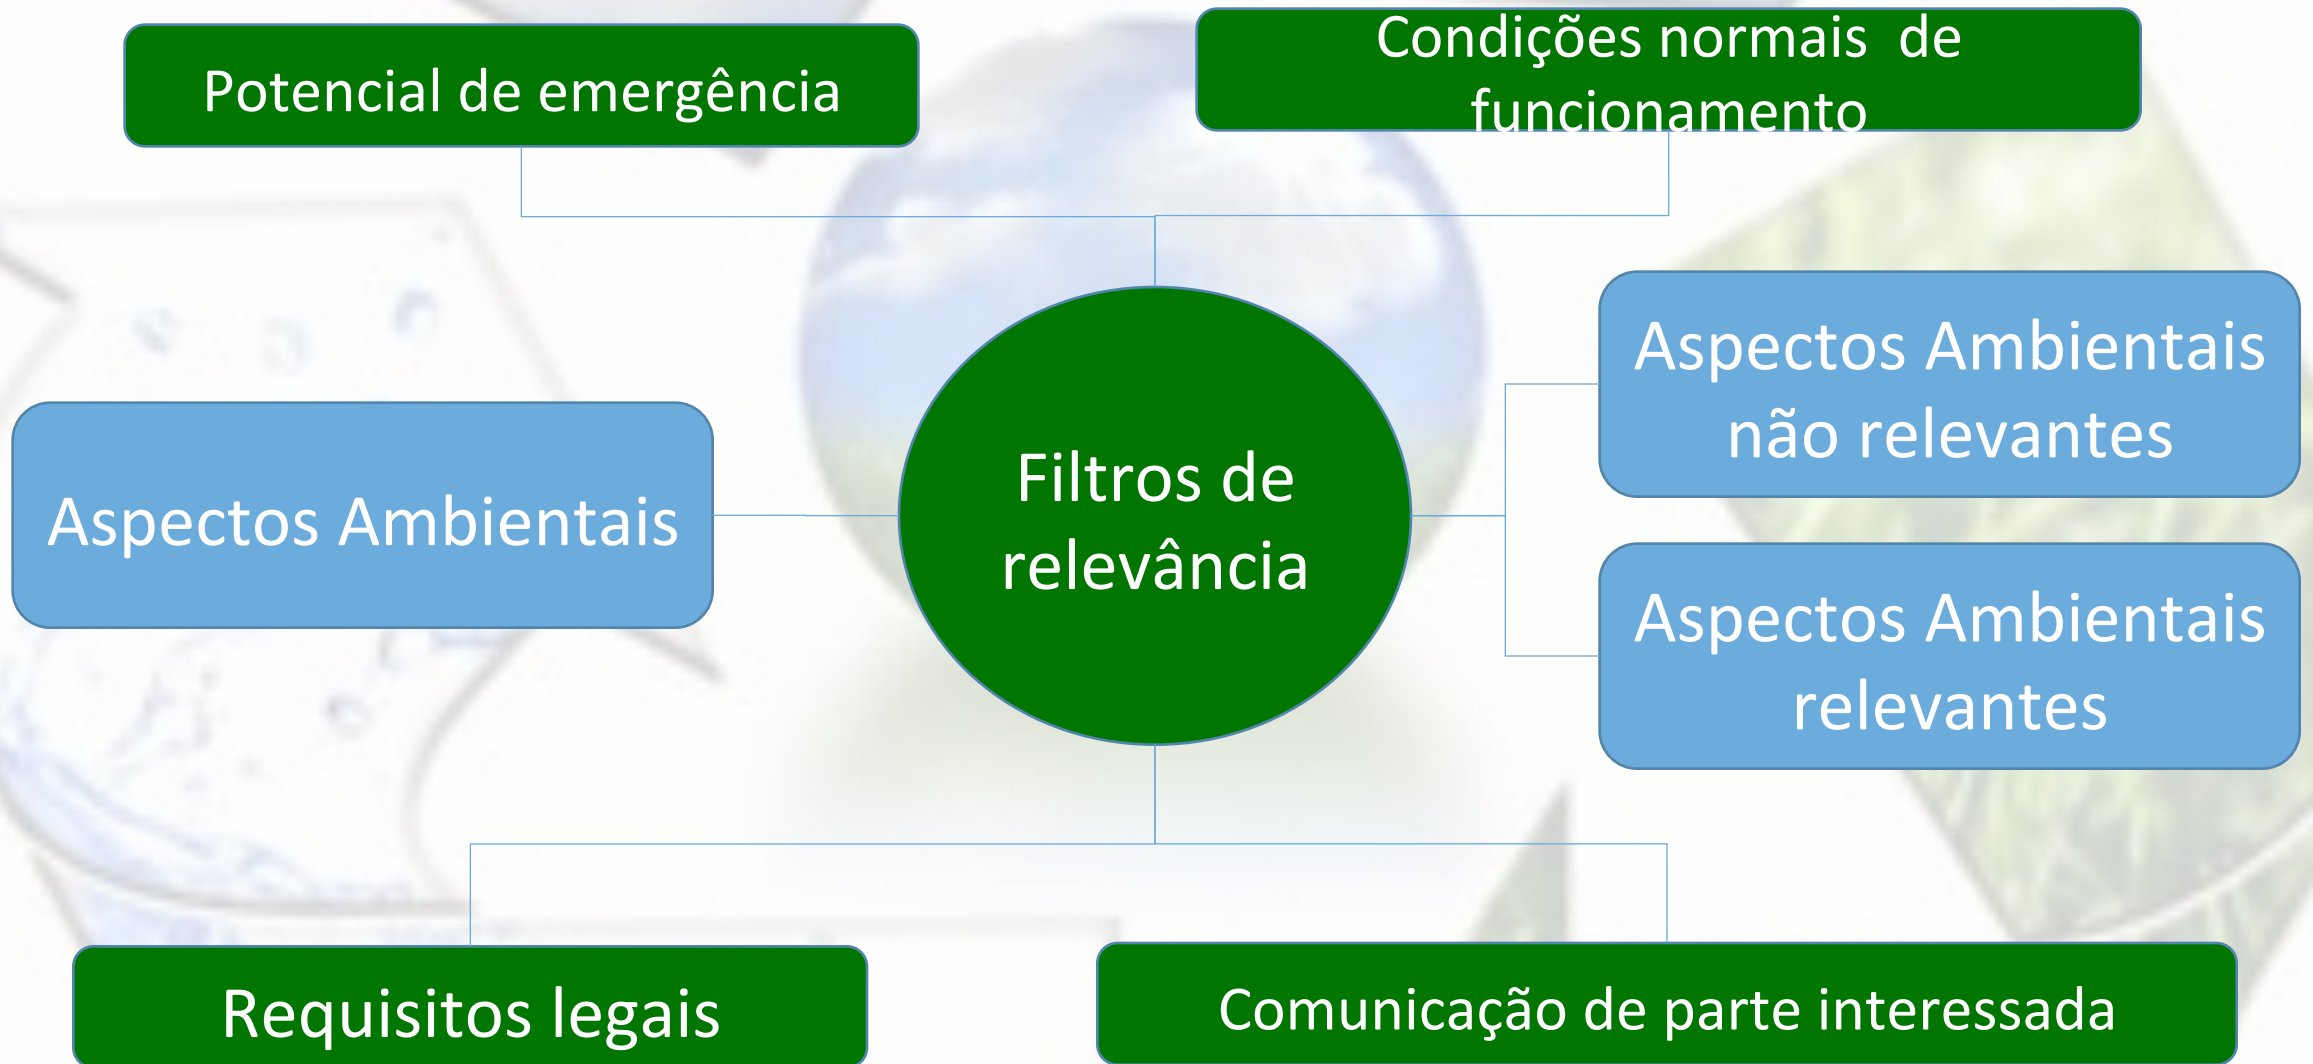 Potencial de emergência
Condições normais de
funcionamento
Aspectos Ambientais
Filtros de
relevância
Aspectos Ambientais
não relevantes
Aspectos Ambientais
relevantes
Requisitos legais
Comunicação de parte interessada